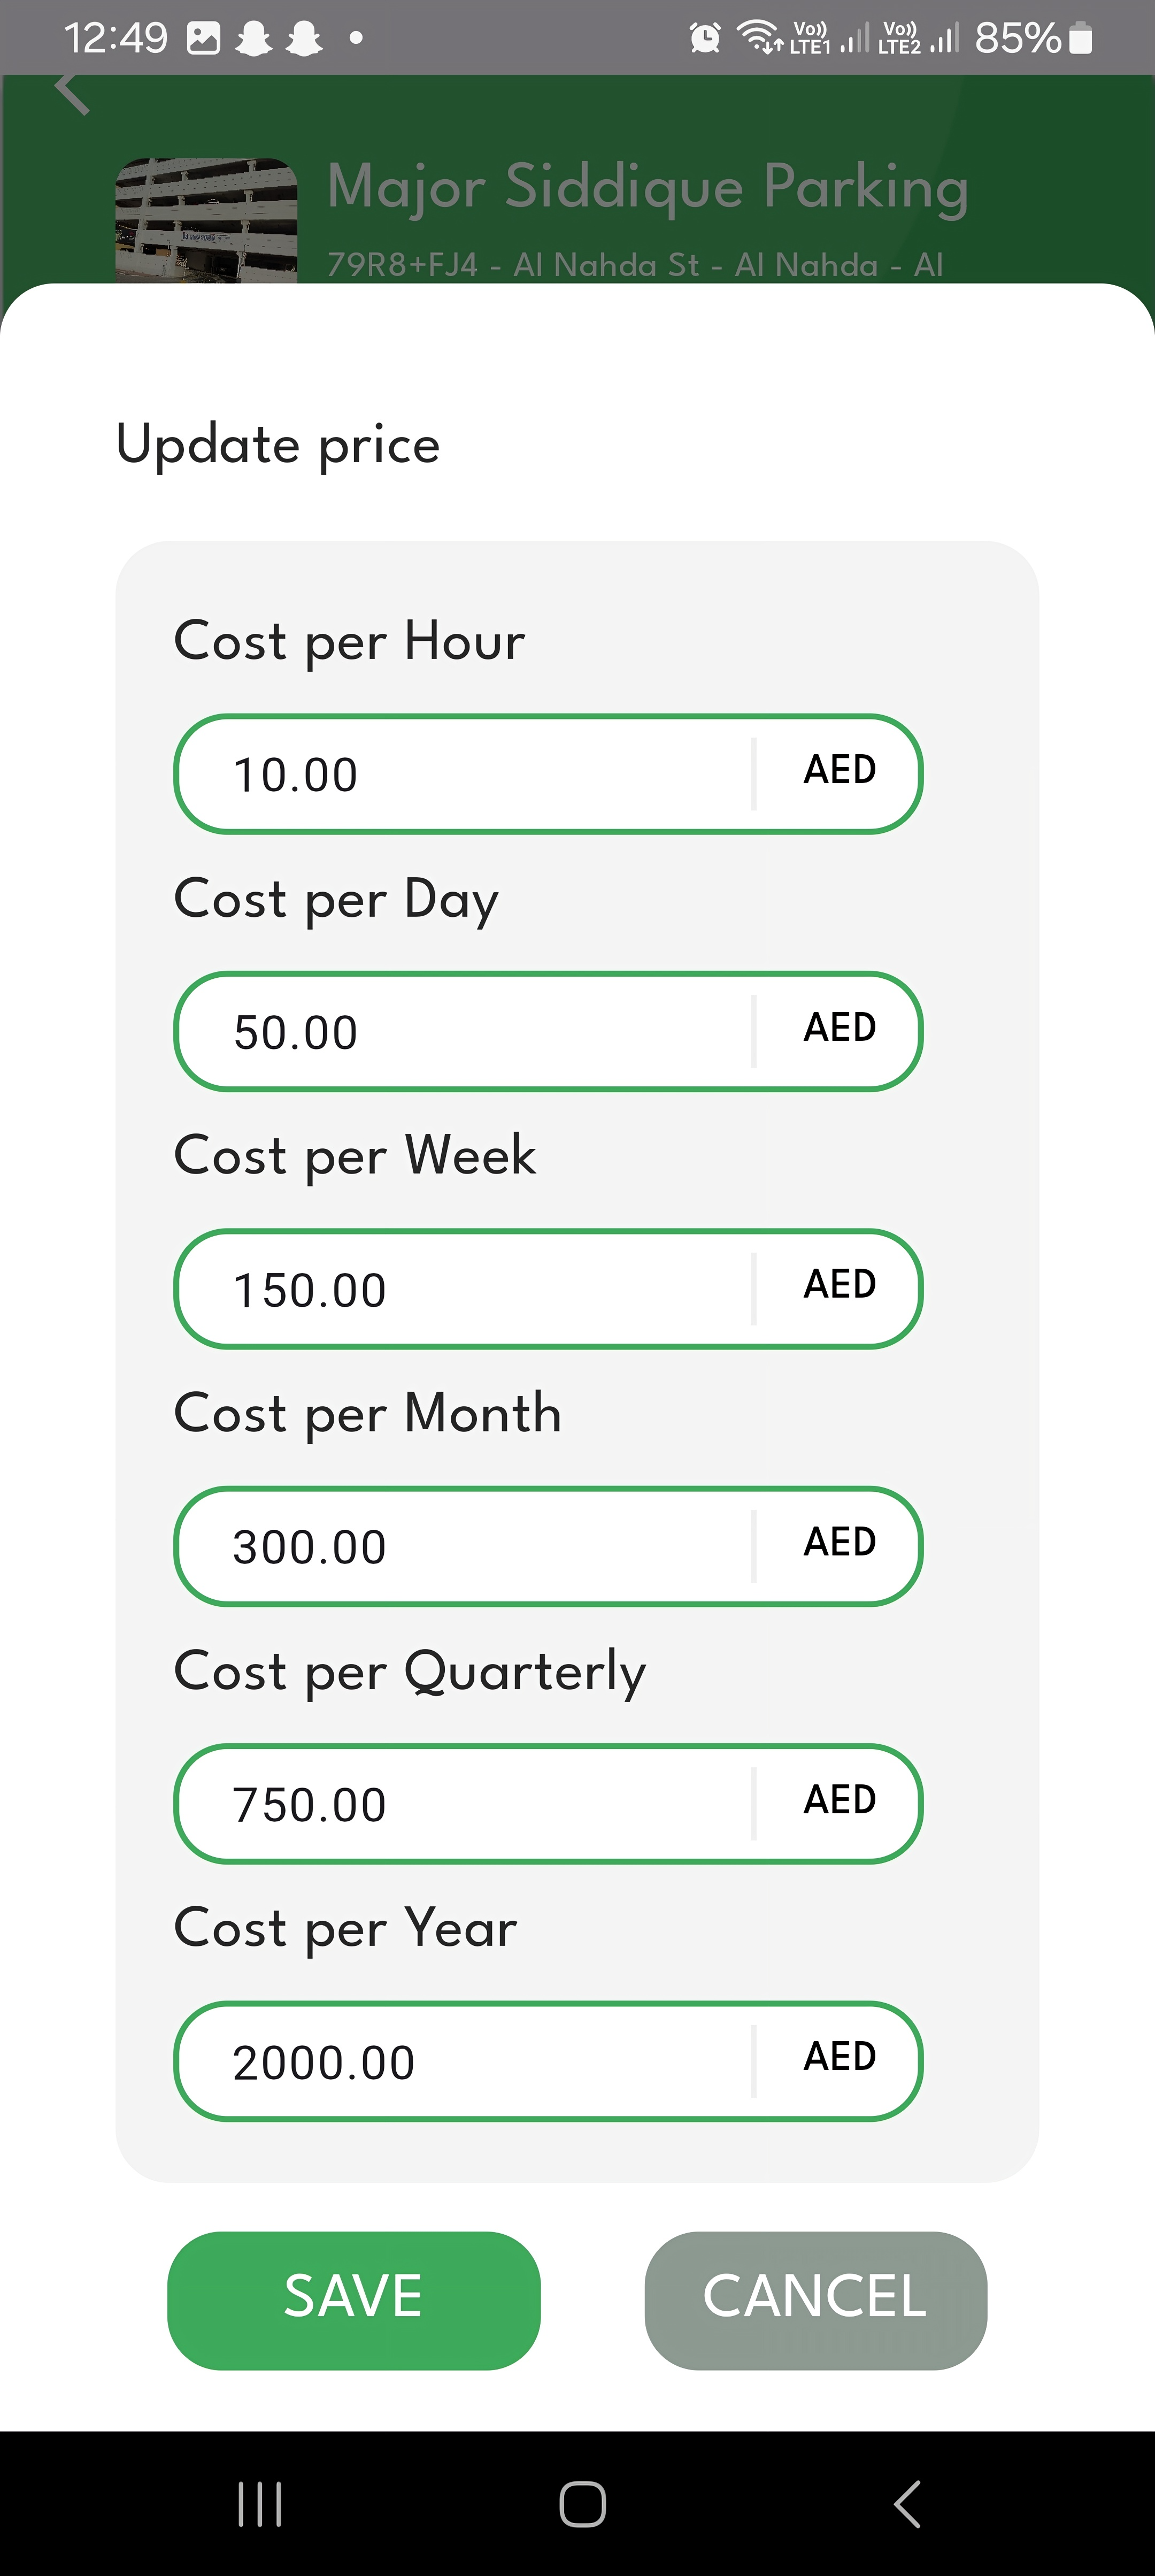 12:49
Vo)) LTE1 Vo)) LTE2 85%
Major Siddique Parking
79R8+FJ4 - Al Nahda St - Al Nahda - Al
Update price
Cost per Hour
10.00 AED
Cost per Day
50.00 AED
Cost per Week
150.00 AED
Cost per Month
300.00 AED
Cost per Quarterly
750.00 AED
Cost per Year
2000.00 AED
SAVE CANCEL